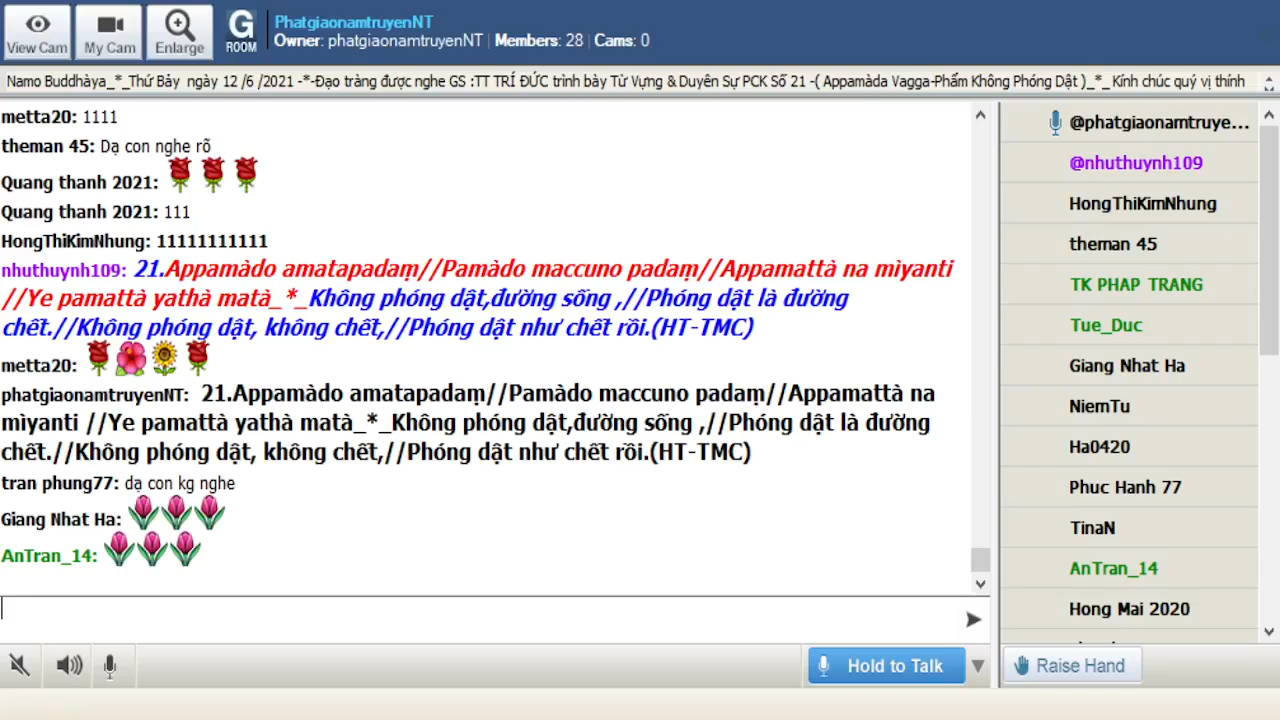 View Cam
My Cam
Enlarge
G
ROOM
PhatgiaonamtruyenNT
Owner: phatgiaonamtruyenNT | Members: 28 | Cams: 0
Namo Buddhàya_*_Thứ Bảy ngày 12 /6 /2021 -*-Đạo tràng được nghe GS :TT TRÍ ĐỨC trình bày Từ Vựng & Duyên Sự PCK Số 21 -( Appamàda Vagga-Phẩm Không Phóng Dật )_*_ Kính chúc quý vị thính
metta20: 1111
theman 45: Dạ con nghe rõ
Quang thanh 2021:
Quang thanh 2021: 111
HongThiKimNhung: 11111111111
nhuthuynh109: 21.Appamàdo amatapadaṃ//Pamàdo maccuno padaṃ//Appamattà na mìyanti
//Ye pamattà yathà matà_*_Không phóng dật,đường sống ,//Phóng dật là đường
chết.//Không phóng dật, không chết,//Phóng dật như chết rồi.(HT-TMC)
metta20:
phatgiaonamtruyenNT: 21.Appamàdo amatapadaṃ//Pamàdo maccuno padaṃ//Appamattà na
mìyanti //Ye pamattà yathà matà_*_Không phóng dật,đường sống ,//Phóng dật là đường
chết.//Không phóng dật, không chết,//Phóng dật như chết rồi.(HT-TMC)
tran phung77: dạ con kg nghe
Giang Nhat Ha:
AnTran_14:
@phatgiaonamtruye...
@nhuthuynh109
HongThiKimNhung
theman 45
TK PHAP TRANG
Tue_Duc
Giang Nhat Ha
NiemTu
Ha0420
Phuc Hanh 77
TinaN
AnTran_14
Hong Mai 2020
Hold to Talk
Raise Hand